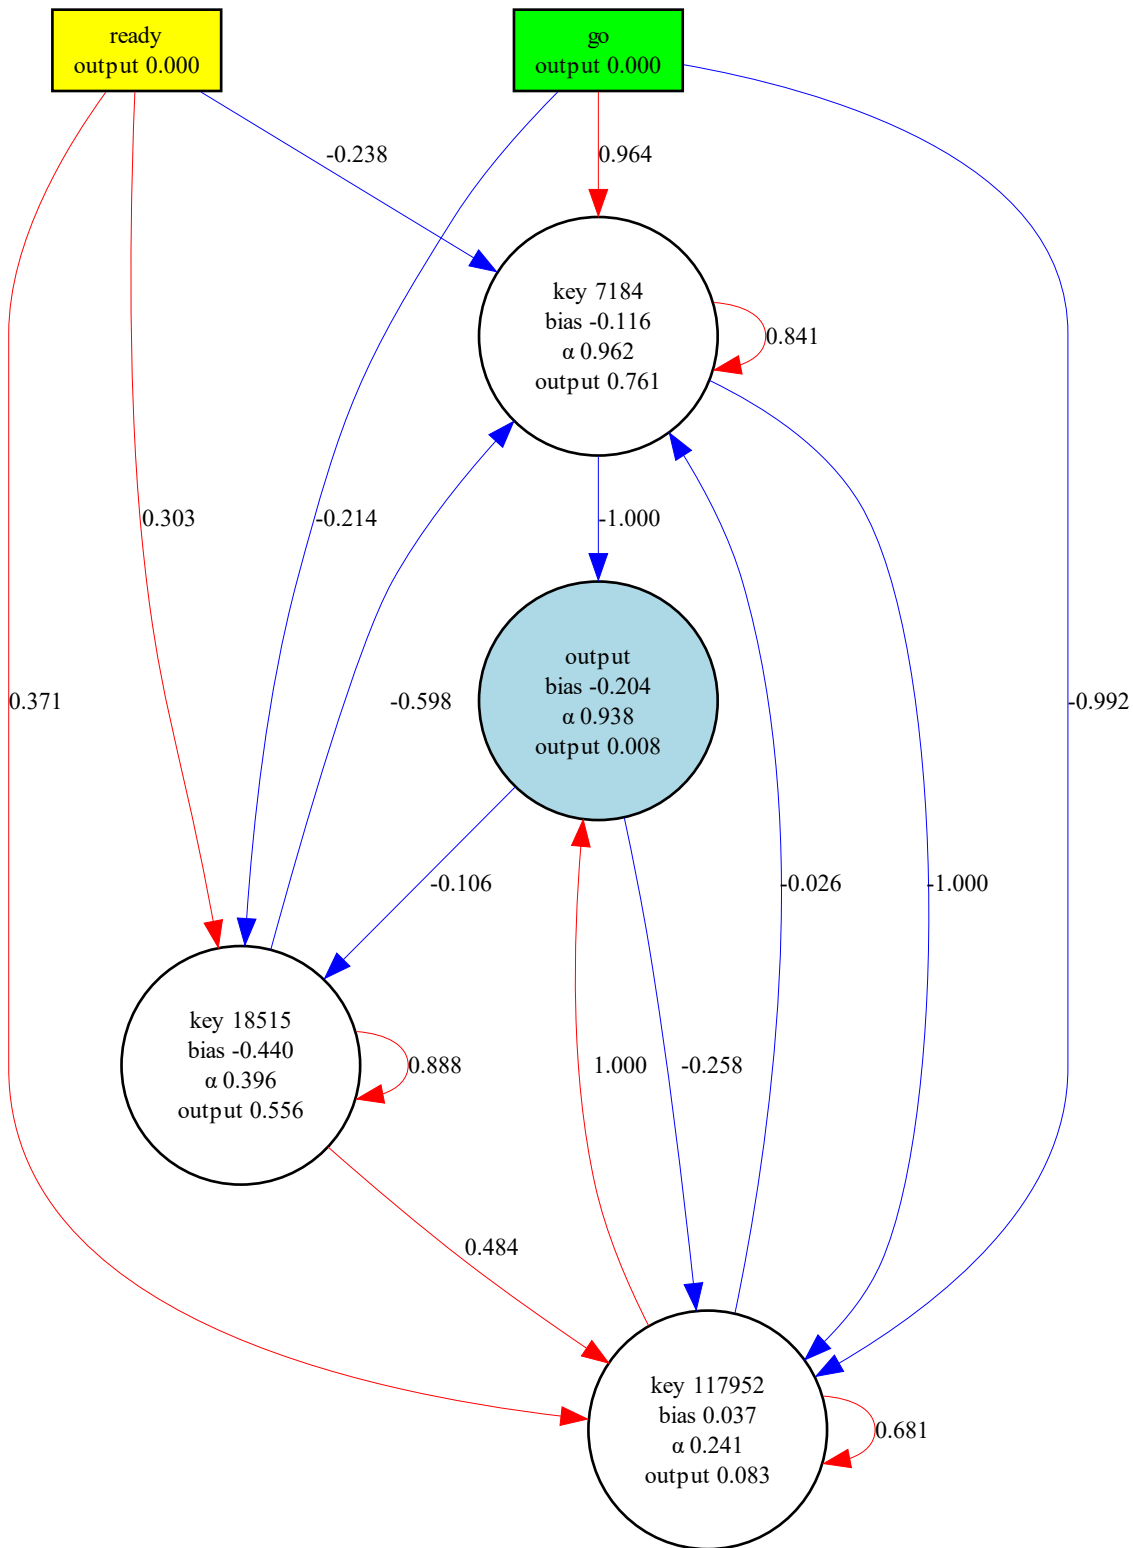 ready
output 0.000
go
output 0.000
-0.238
0.964
key 7184
bias -0.116
α 0.962
output 0.761
0.841
0.303
-0.214
-1.000
output
bias -0.204
α 0.938
output 0.008
0.371
-0.598
-0.992
-0.106
-0.026
-1.000
key 18515
bias -0.440
α 0.396
output 0.556
0.888
1.000
-0.258
0.484
key 117952
bias 0.037
α 0.241
output 0.083
0.681